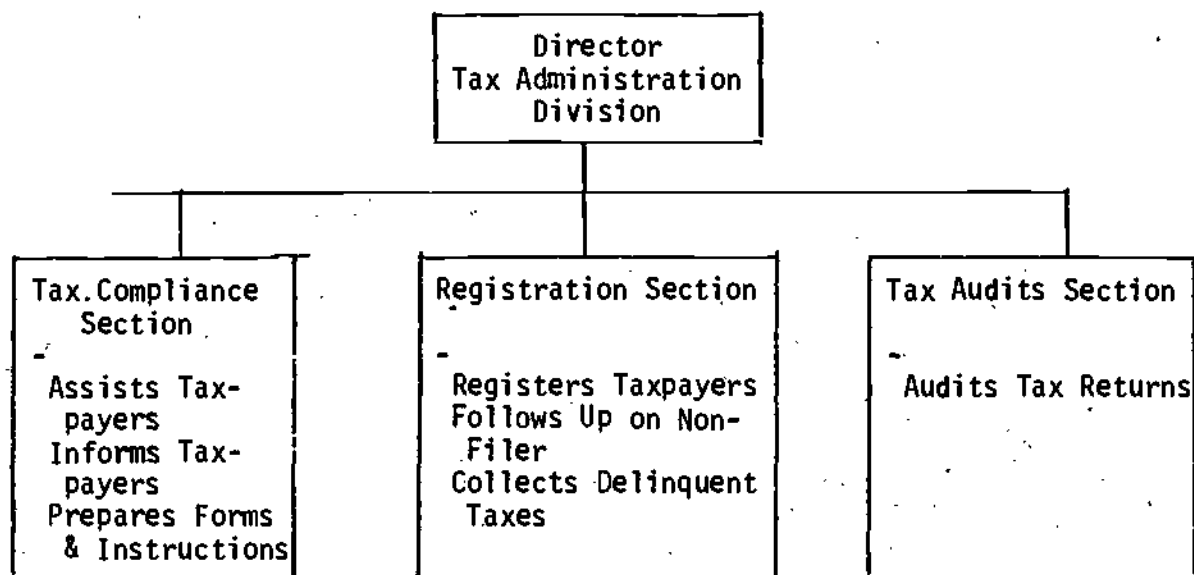 Director
Tax Administration
Division
Tax.Compliance
Section
-
Assists Tax-
payers
Informs Tax-
payers
Prepares Forms
& Instructions
Registration Section
-
Registers Taxpayers
Follows Up on Non-
Filer
Collects Delinquent
Taxes
Tax Audits Section
-
Audits Tax Returns